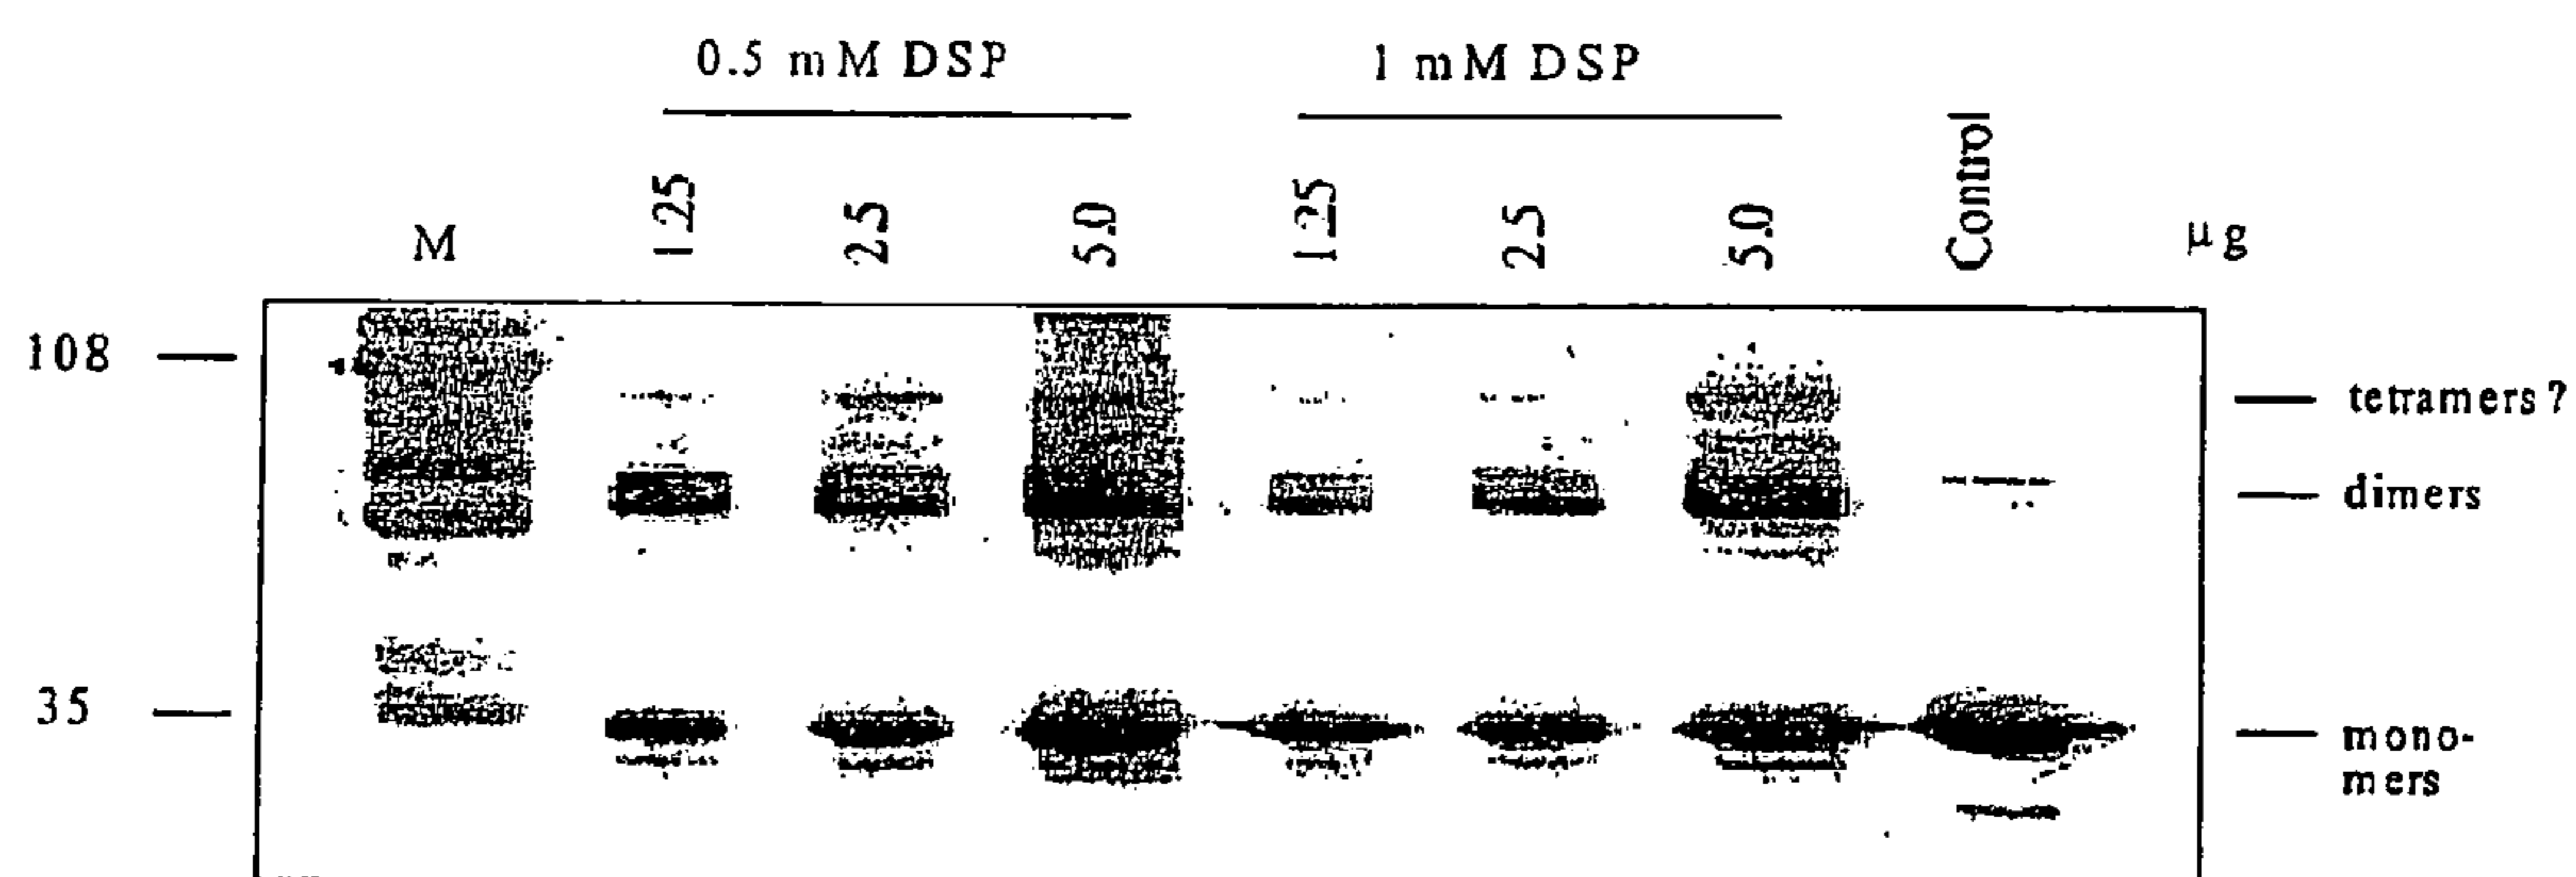 0.5 mM DSP
1 mM DSP
M
1.25
2.5
5.0
1.25
2.5
5.0
Control
µg
108
tetramers?
dimers
35
mono-
mers